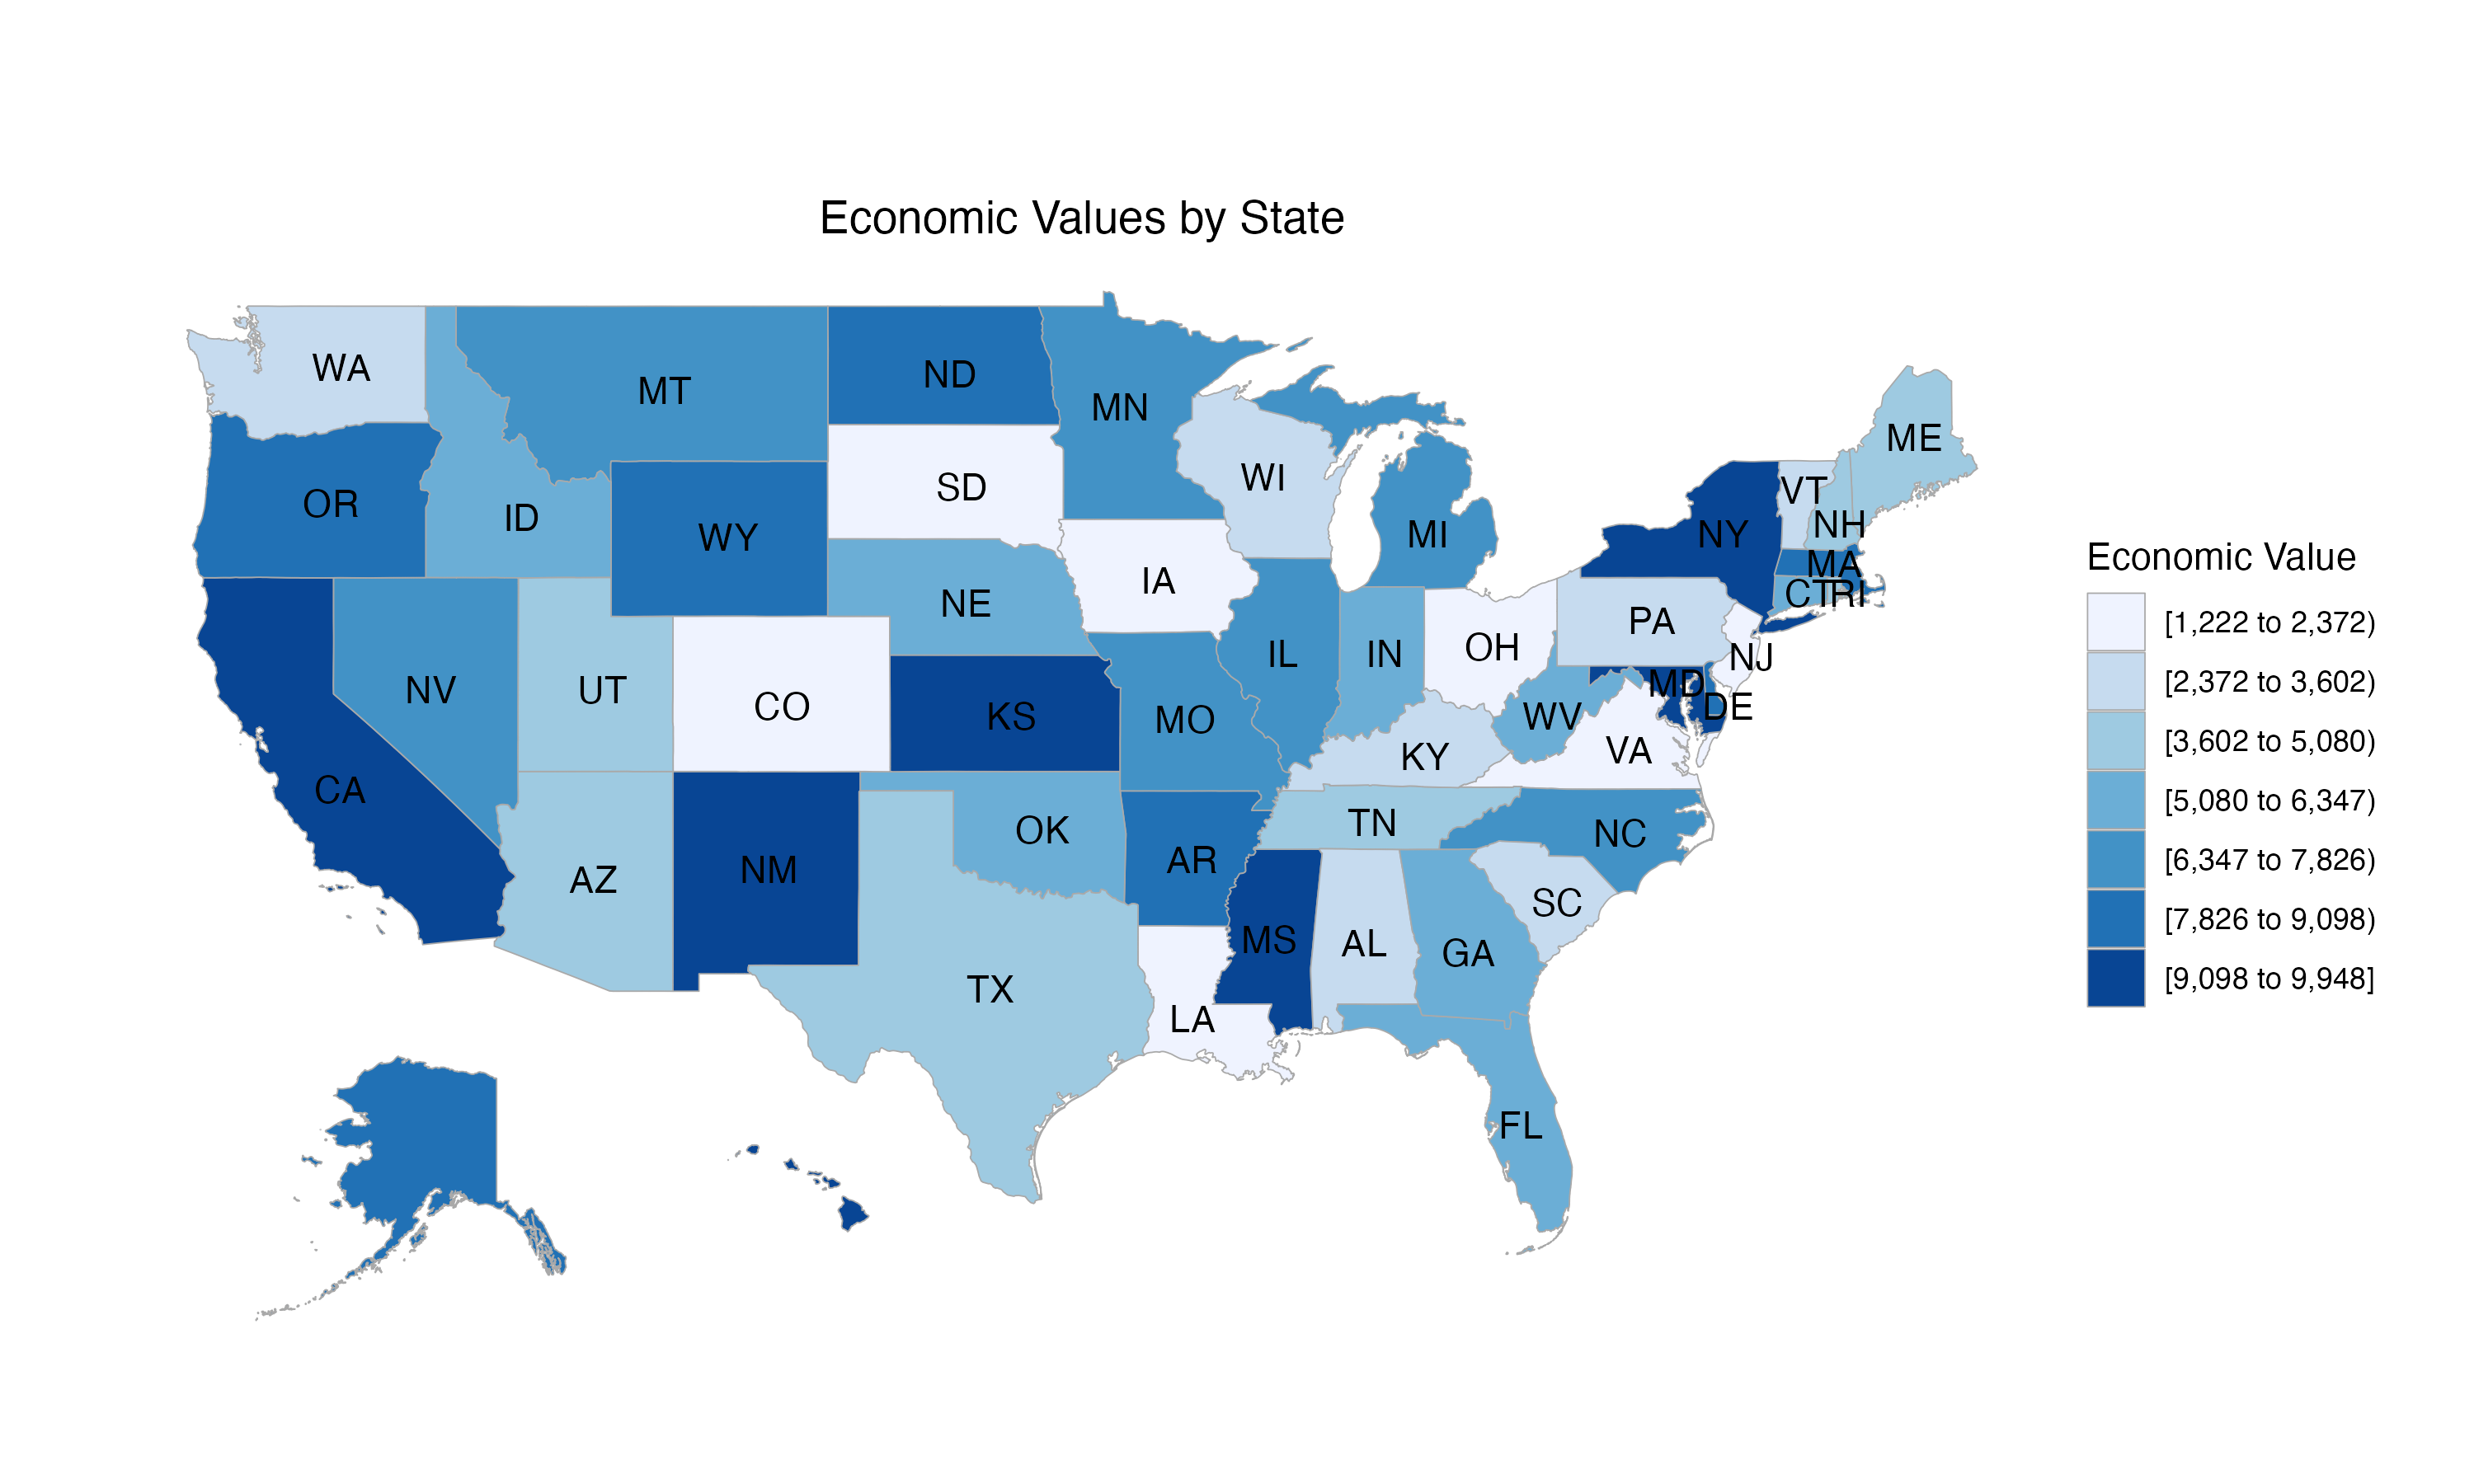 Economic Values by State
WA
MT
ND
MN
ME
OR
ID
WY
SD
WI
MI
VT
NH
NY
MA
CT
RI
NE
IA
PA
NV
UT
CO
KS
MO
IL
IN
OH
NJ
MD
DE
WV
VA
KY
CA
AZ
NM
OK
AR
TN
NC
SC
TX
LA
MS
AL
GA
FL
Economic Value
[1,222 to 2,372)
[2,372 to 3,602)
[3,602 to 5,080)
[5,080 to 6,347)
[6,347 to 7,826)
[7,826 to 9,098)
[9,098 to 9,948]